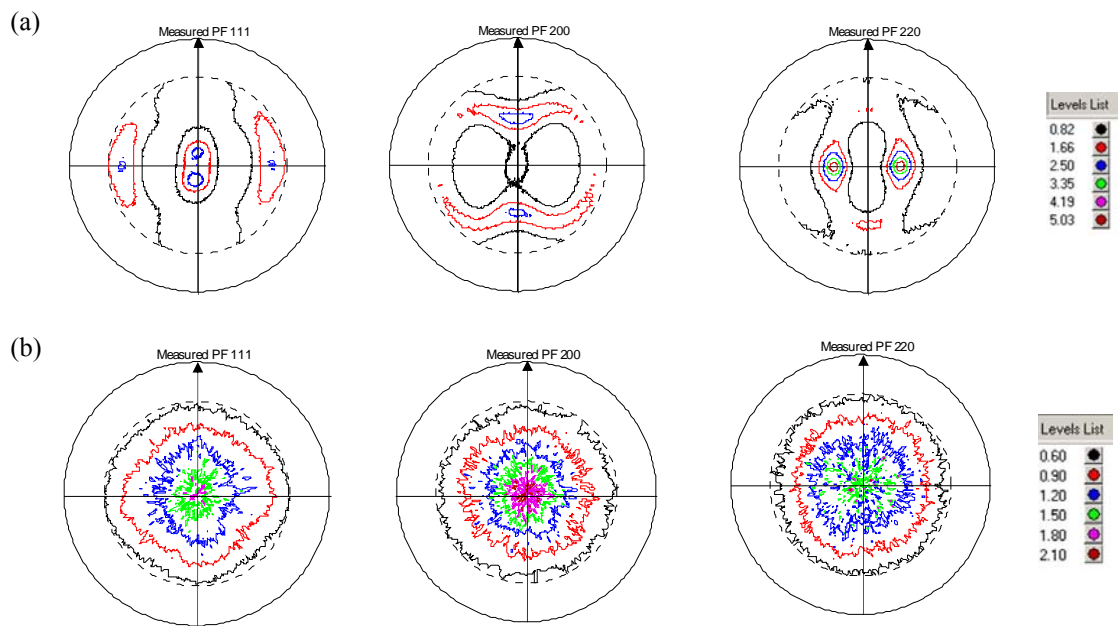 (a)
Measured PF 111
Measured PF 200
Measured PF 220
Levels List
0.82
1.66
2.50
3.35
4.19
5.03
(b)
Measured PF 111
Measured PF 200
Measured PF 220
Levels List
0.60
0.90
1.20
1.50
1.80
2.10